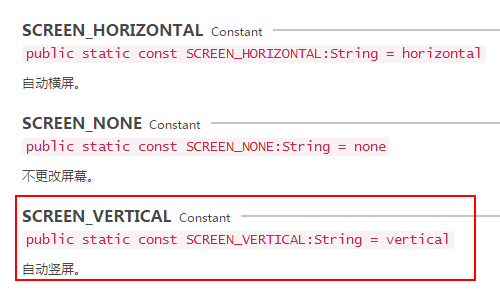 SCREEN_HORIZONTAL Constant
public static const SCREEN_HORIZONTAL:String = horizontal
自动横屏。
SCREEN_NONE Constant
public static const SCREEN_NONE:String = none
不更改屏幕。
SCREEN_VERTICAL Constant
public static const SCREEN_VERTICAL:String = vertical
自动竖屏。